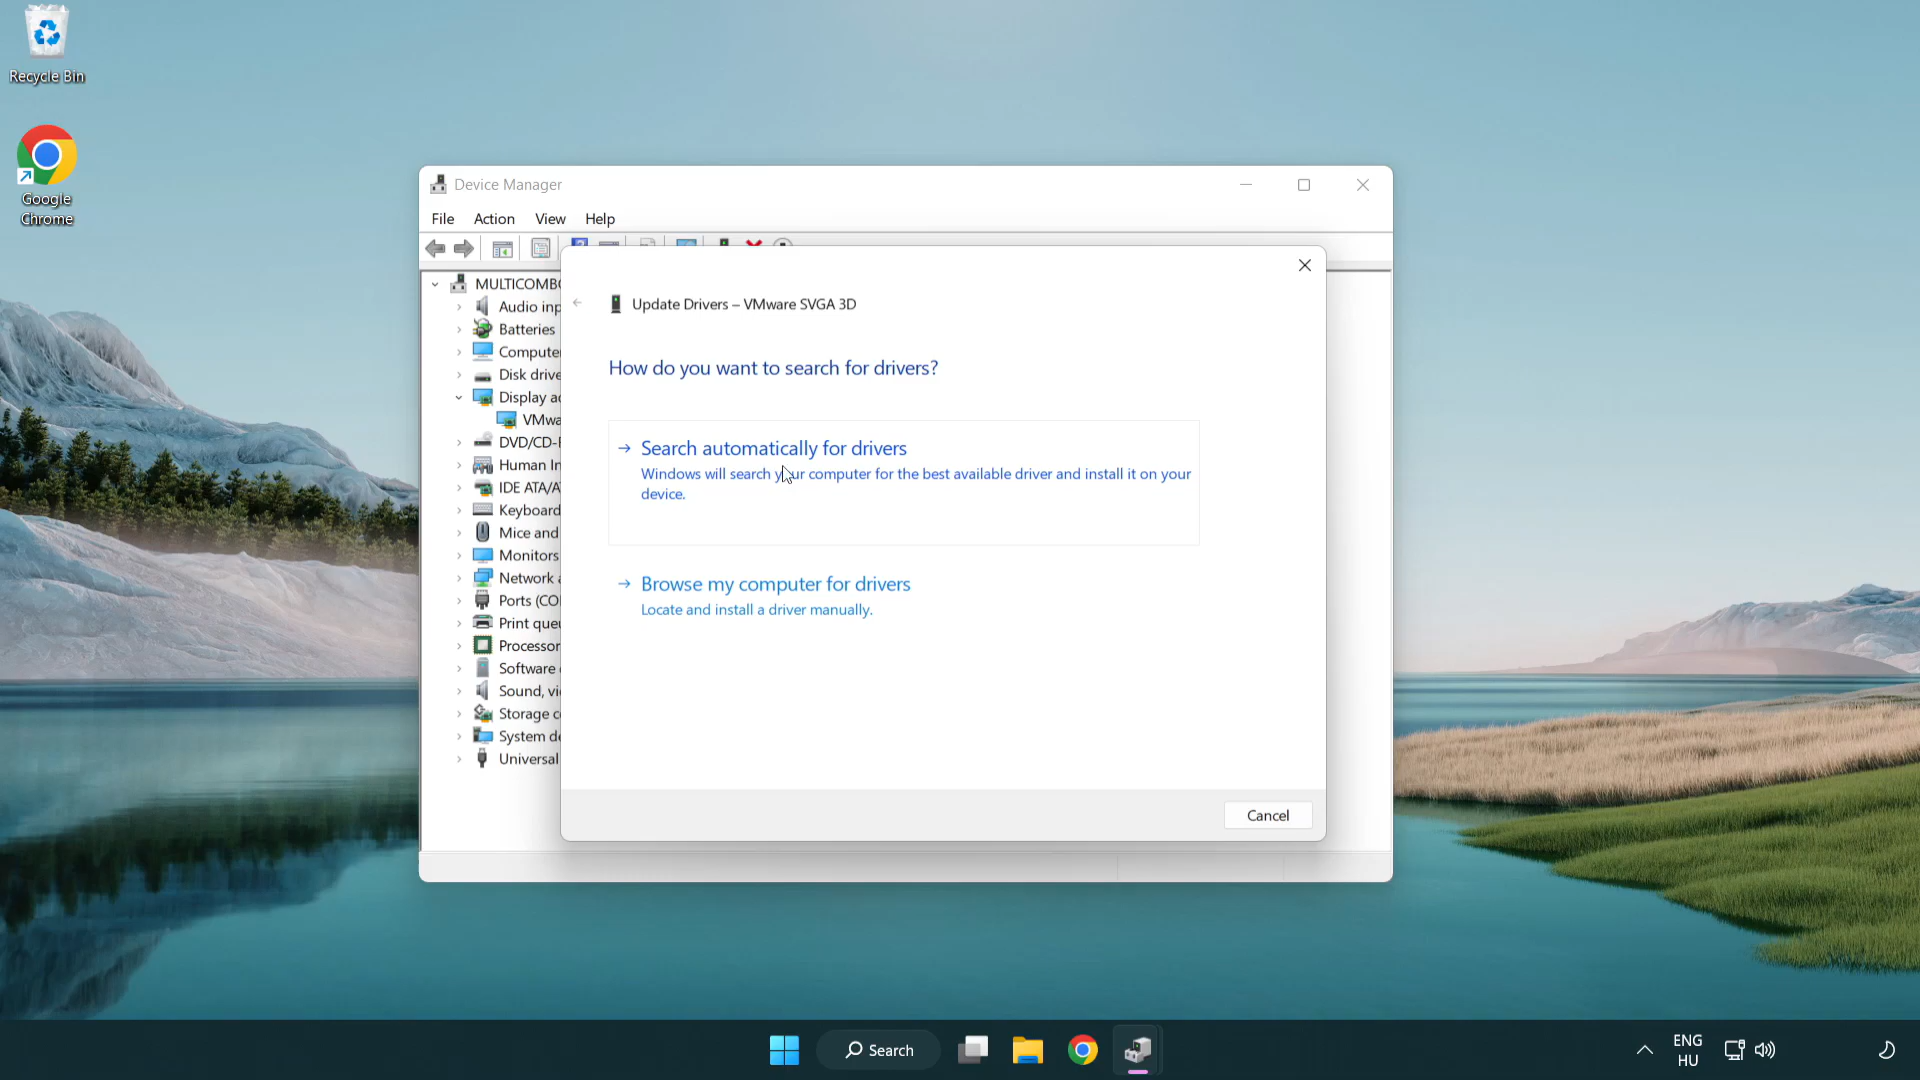 Recycle Bin
Google
Chrome
Device Manager
File Action View Help
MULTICOMBO
Audio inp
Batteries
Compute
Disk drive
Display a
VMwa
DVD/CD-R
Human In
IDE ATA/A
Keyboard
Mice and
Monitors
Network a
Ports (CO
Print que
Processor
Software
Sound, vi
Storage c
System de
Universal
Update Drivers – VMware SVGA 3D
How do you want to search for drivers?
Search automatically for drivers
Windows will search your computer for the best available driver and install it on your
device.
Browse my computer for drivers
Locate and install a driver manually.
Cancel
Search
ENG
HU